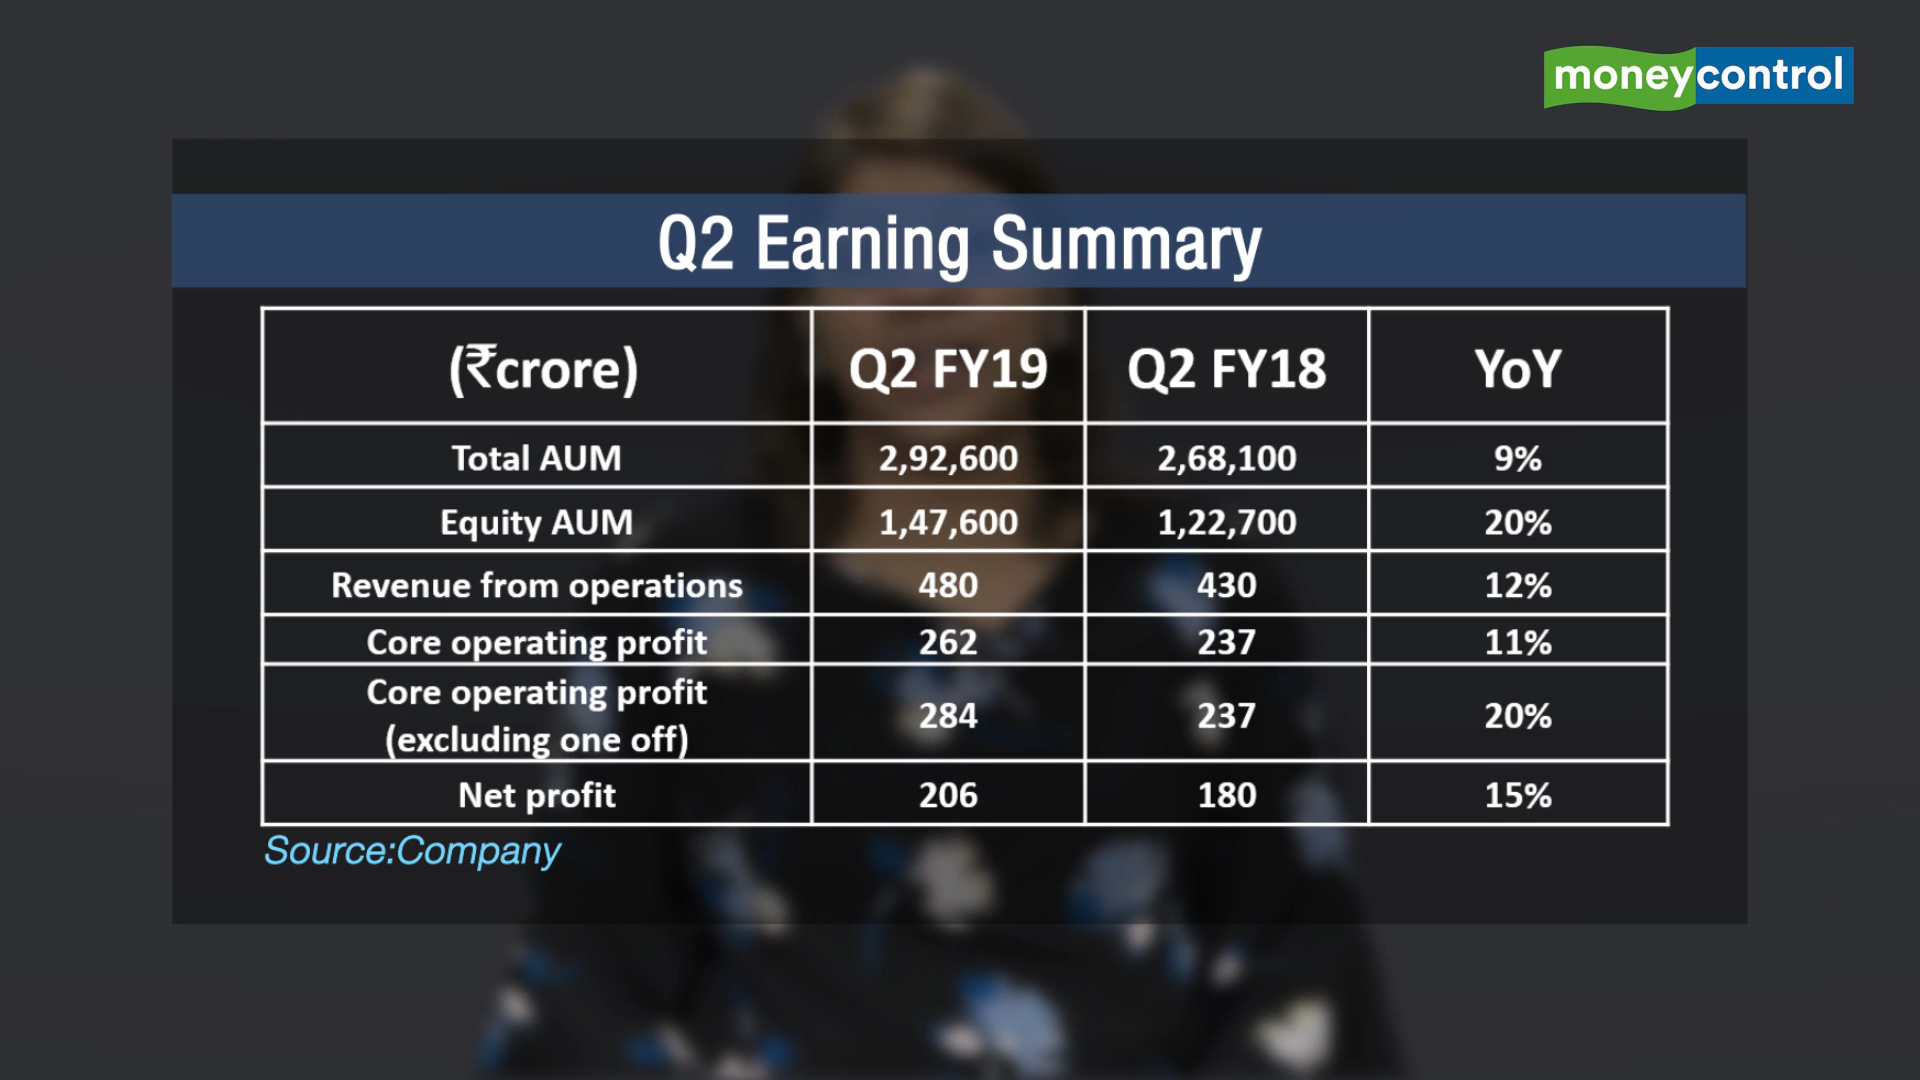 moneycontrol
Q2 Earning Summary
(₹crore) Q2 FY19 Q2 FY18 YoY
Total AUM 2,92,600 2,68,100 9%
Equity AUM 1,47,600 1,22,700 20%
Revenue from operations 480 430 12%
Core operating profit 262 237 11%
Core operating profit
(excluding one off) 284 237 20%
Net profit 206 180 15%
Source:Company